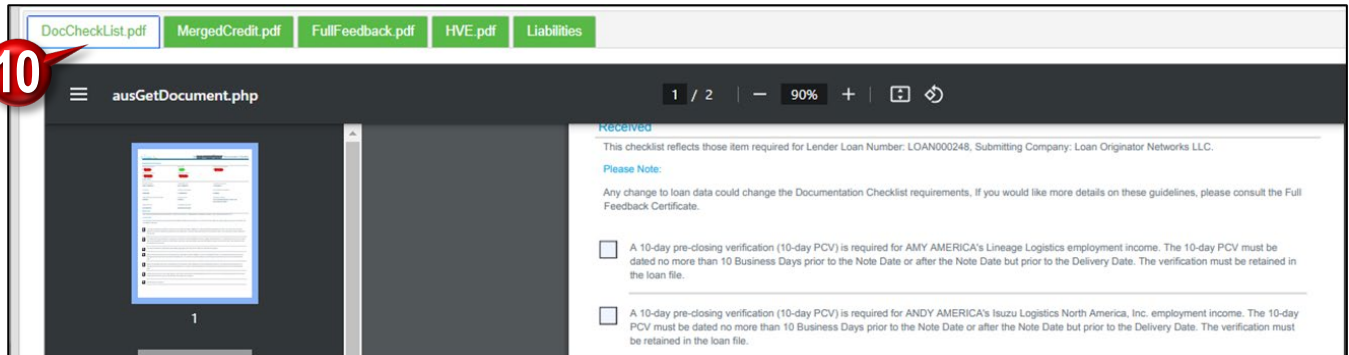 DocCheckList.pdf MergedCredit.pdf FullFeedback.pdf HVE.pdf Liabilities
10
ausGetDocument.php 1 / 2 | − 90% + |
Received
This checklist reflects those item required for Lender Loan Number: LOAN000248, Submitting Company: Loan Originator Networks LLC.
Please Note:
Any change to loan data could change the Documentation Checklist requirements, If you would like more details on these guidelines, please consult the Full
Feedback Certificate.
A 10-day pre-closing verification (10-day PCV) is required for AMY AMERICA's Lineage Logistics employment income. The 10-day PCV must be
dated no more than 10 Business Days prior to the Note Date or after the Note Date but prior to the Delivery Date. The verification must be retained in
the loan file.
A 10-day pre-closing verification (10-day PCV) is required for ANDY AMERICA's Isuzu Logistics North America, Inc. employment income. The 10-day
PCV must be dated no more than 10 Business Days prior to the Note Date or after the Note Date but prior to the Delivery Date. The verification must
be retained in the loan file.
1